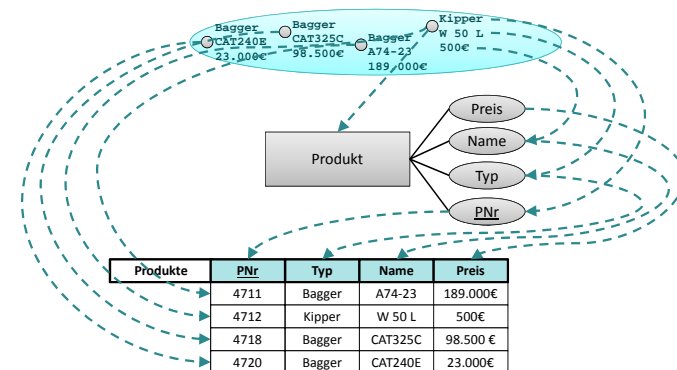 Bagger
CAT240E
23.000€
Bagger
CAT325C
98.500€
Bagger
A74-23
189.000€
Kipper
W 50 L
500€
Produkt
Preis
Name
Typ
PNr
Produkte PNr Typ Name Preis
4711 Bagger A74-23 189.000€
4712 Kipper W 50 L 500€
4718 Bagger CAT325C 98.500 €
4720 Bagger CAT240E 23.000€